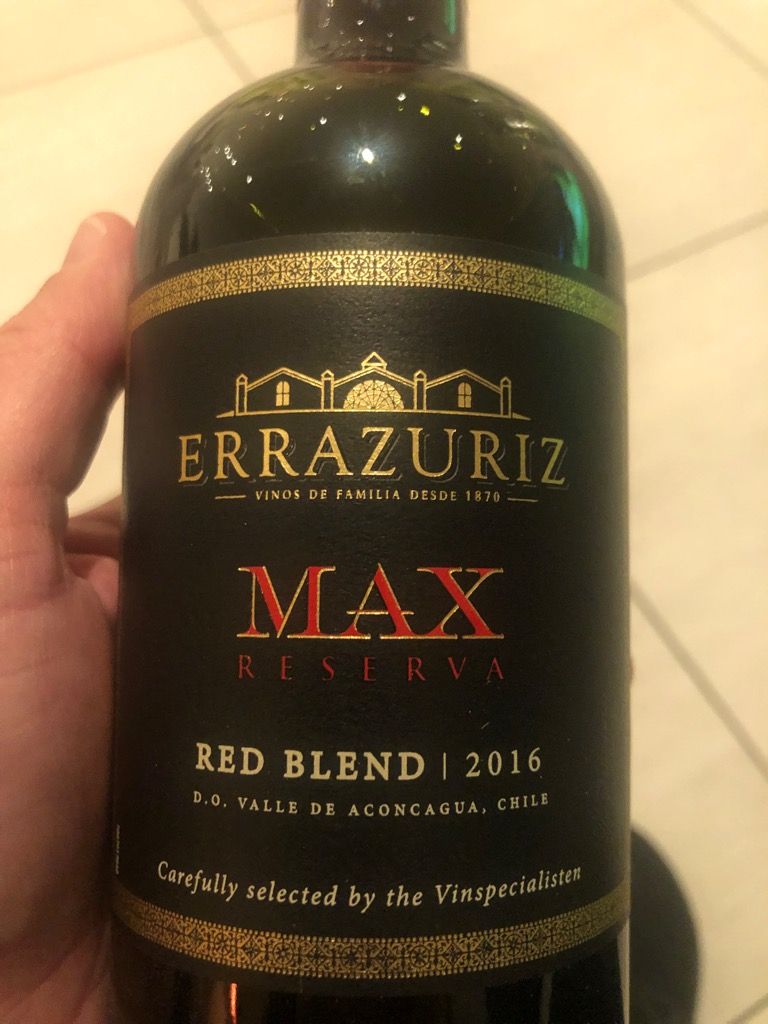 ERRAZURIZ
VINOS DE FAMILIA DESDE 1870
MAX
RESERVA
RED BLEND | 2016
D.O. VALLE DE ACONCAGUA, CHILE
Carefully selected by the Vinspecialisten